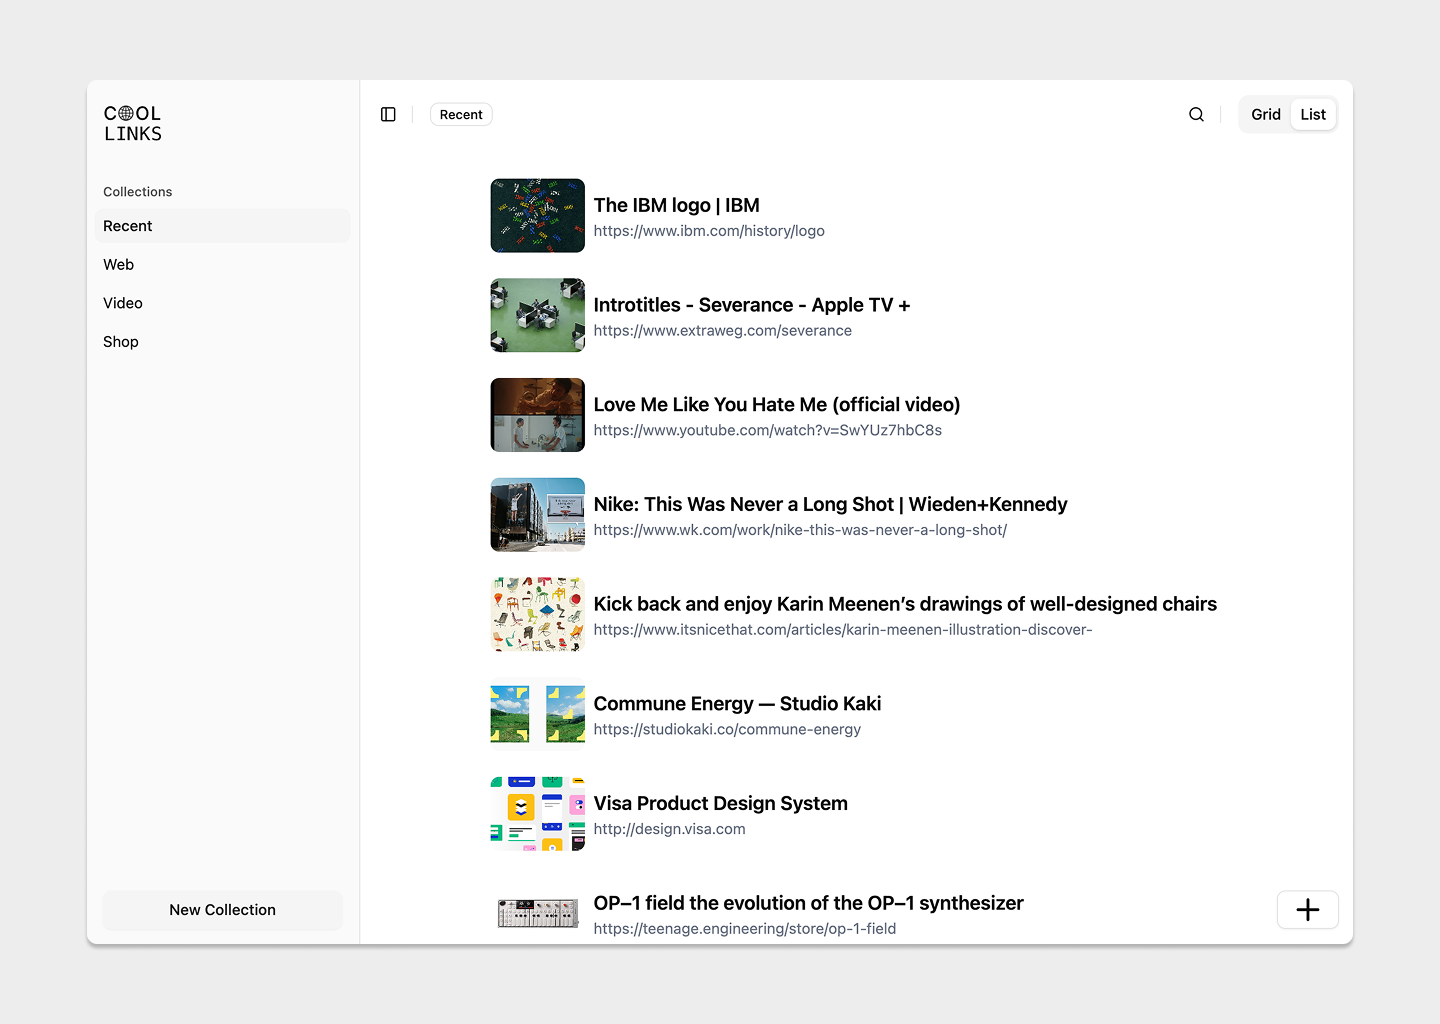 COOL
LINKS
Collections
Recent
Web
Video
Shop
New Collection
Recent
Grid
List
The IBM logo | IBM
https://www.ibm.com/history/logo
Introtitles - Severance - Apple TV +
https://www.extraweg.com/severance
Love Me Like You Hate Me (official video)
https://www.youtube.com/watch?v=SwYUz7hbC8s
Nike: This Was Never a Long Shot | Wieden+Kennedy
https://www.wk.com/work/nike-this-was-never-a-long-shot/
Kick back and enjoy Karin Meenen’s drawings of well-designed chairs
https://www.itsnicethat.com/articles/karin-meenen-illustration-discover-
Commune Energy — Studio Kaki
https://studiokaki.co/commune-energy
Visa Product Design System
http://design.visa.com
OP–1 field the evolution of the OP–1 synthesizer
https://teenage.engineering/store/op-1-field